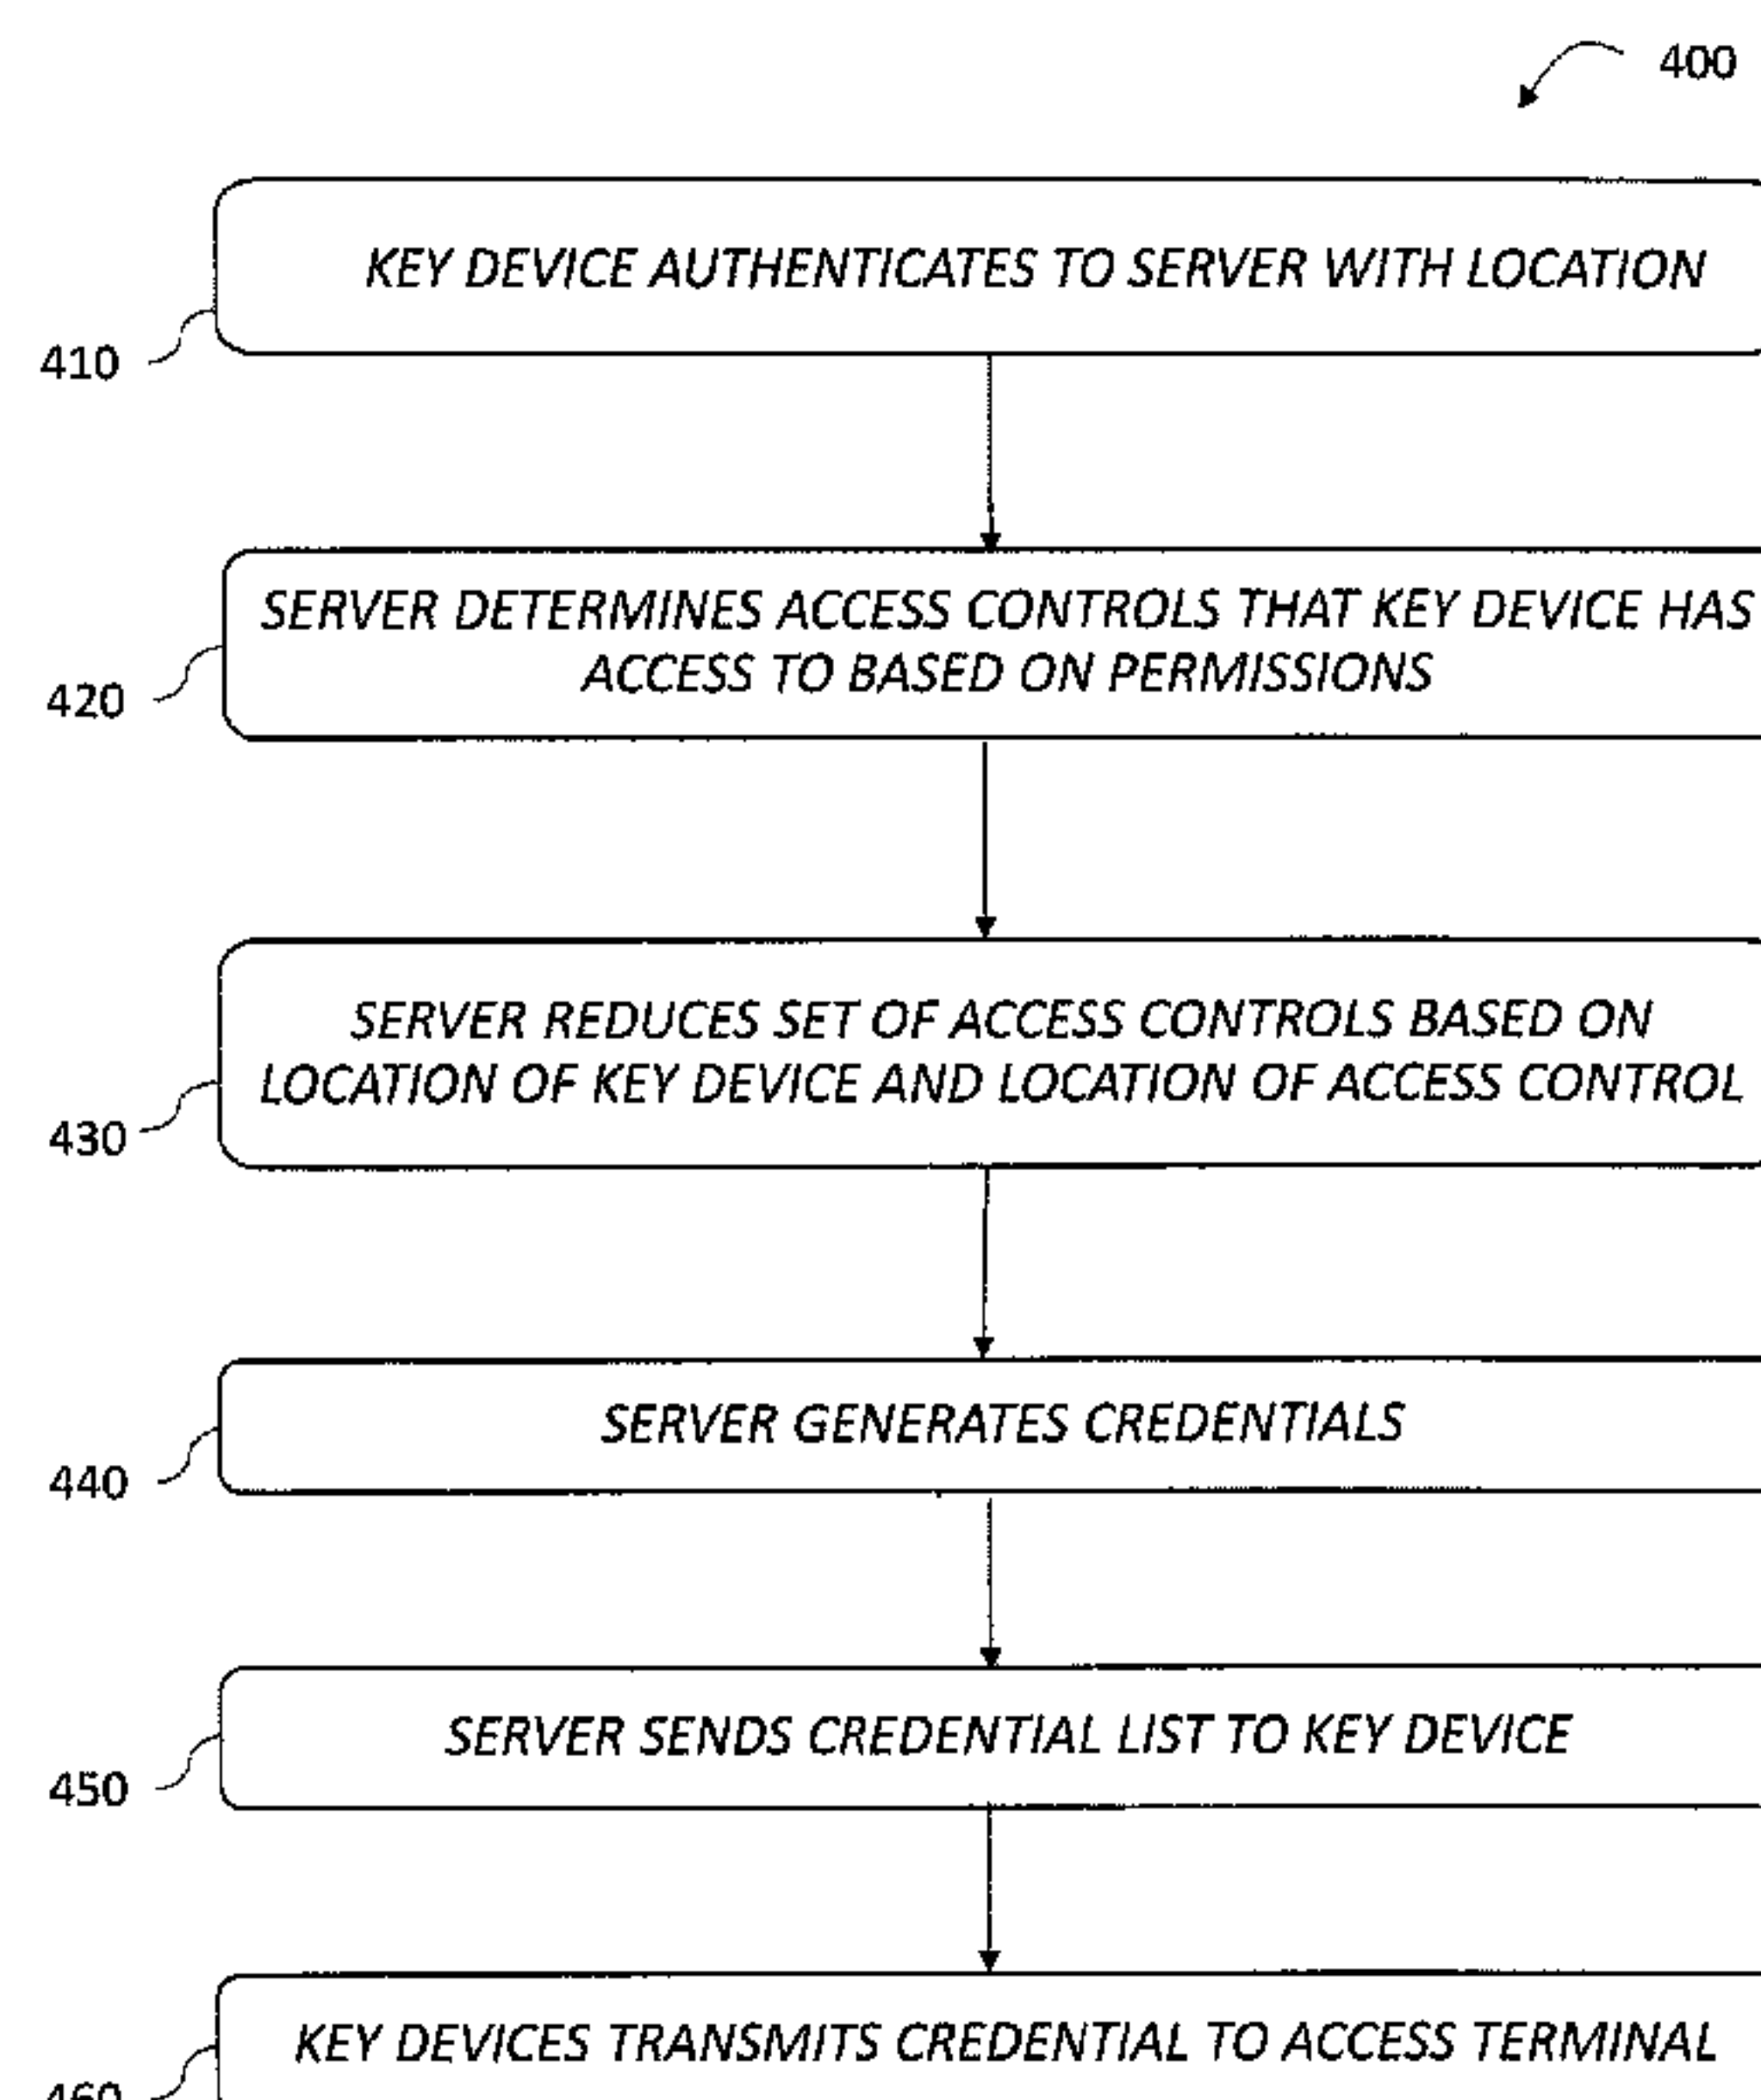 400
KEY DEVICE AUTHENTICATES TO SERVER WITH LOCATION
410
SERVER DETERMINES ACCESS CONTROLS THAT KEY DEVICE HAS
ACCESS TO BASED ON PERMISSIONS
420
SERVER REDUCES SET OF ACCESS CONTROLS BASED ON
LOCATION OF KEY DEVICE AND LOCATION OF ACCESS CONTROL
430
SERVER GENERATES CREDENTIALS
440
SERVER SENDS CREDENTIAL LIST TO KEY DEVICE
450
KEY DEVICES TRANSMITS CREDENTIAL TO ACCESS TERMINAL
460